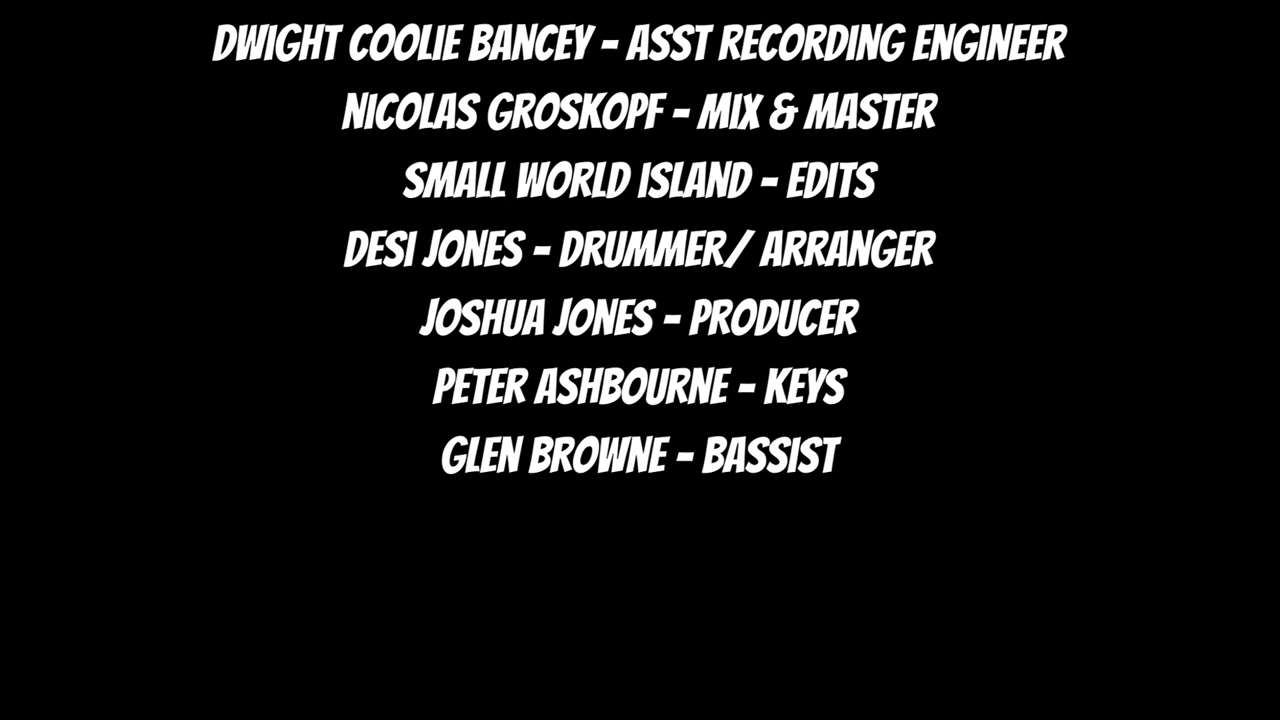 DWIGHT COOLIE BANCEY - ASST RECORDING ENGINEER
NICOLAS GROSKOPF - MIX & MASTER
SMALL WORLD ISLAND - EDITS
DESI JONES - DRUMMER/ ARRANGER
JOSHUA JONES - PRODUCER
PETER ASHBOURNE - KEYS
GLEN BROWNE - BASSIST